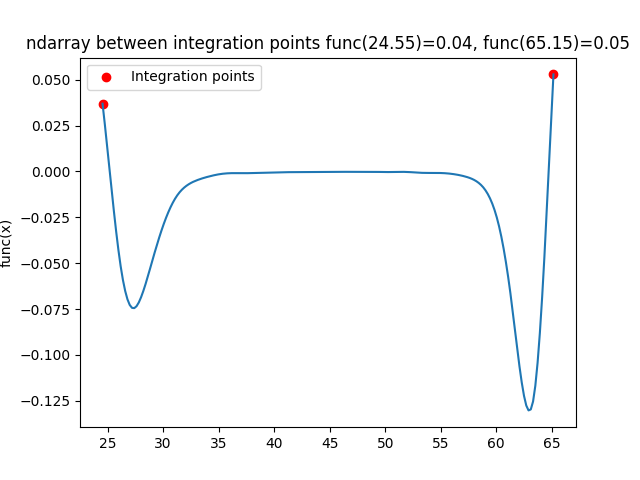 ndarray between integration points func(24.55)=0.04, func(65.15)=0.05
Integration points
func(x)
0.050
0.025
0.000
−0.025
−0.050
−0.075
−0.100
−0.125
25 30 35 40 45 50 55 60 65